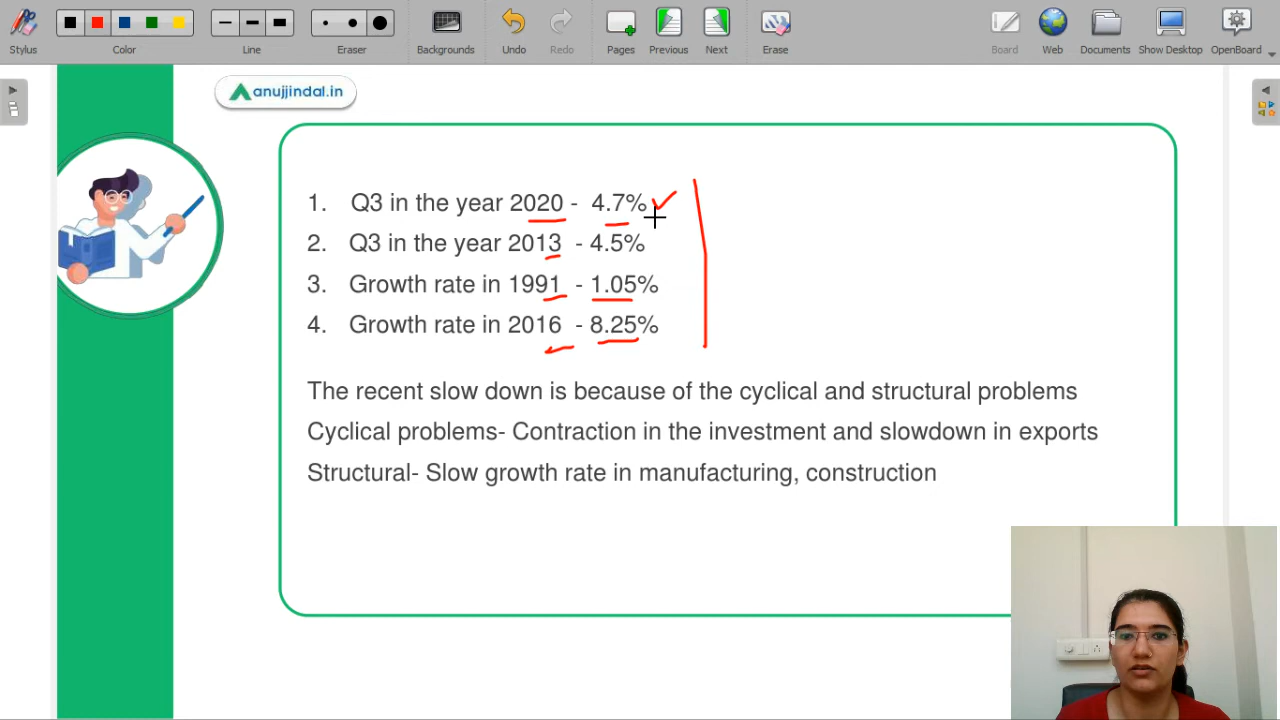 Stylus
Color
Line
Eraser
Backgrounds
Undo
Redo
Pages
Previous
Next
Erase
Board
Web
Documents
Show Desktop
OpenBoard
anujjindal.in
1. Q3 in the year 2020 - 4.7%
2. Q3 in the year 2013 - 4.5%
3. Growth rate in 1991 - 1.05%
4. Growth rate in 2016 - 8.25%
The recent slow down is because of the cyclical and structural problems
Cyclical problems- Contraction in the investment and slowdown in exports
Structural- Slow growth rate in manufacturing, construction